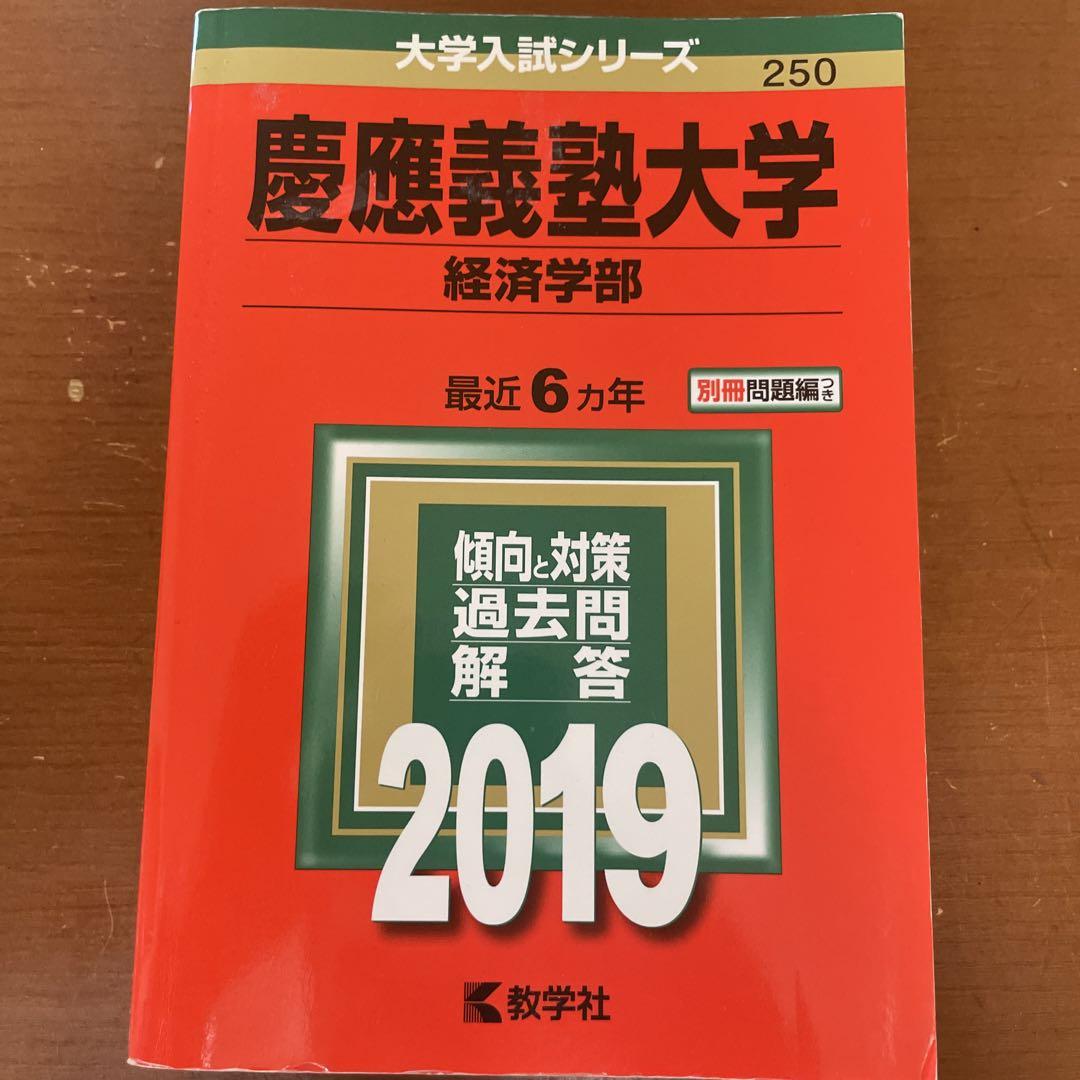 大学入試シリーズ
250
慶應義塾大学
経済学部
最近6カ年
別冊問題編つき
傾向と対策
過去問
解答
2019
教学社